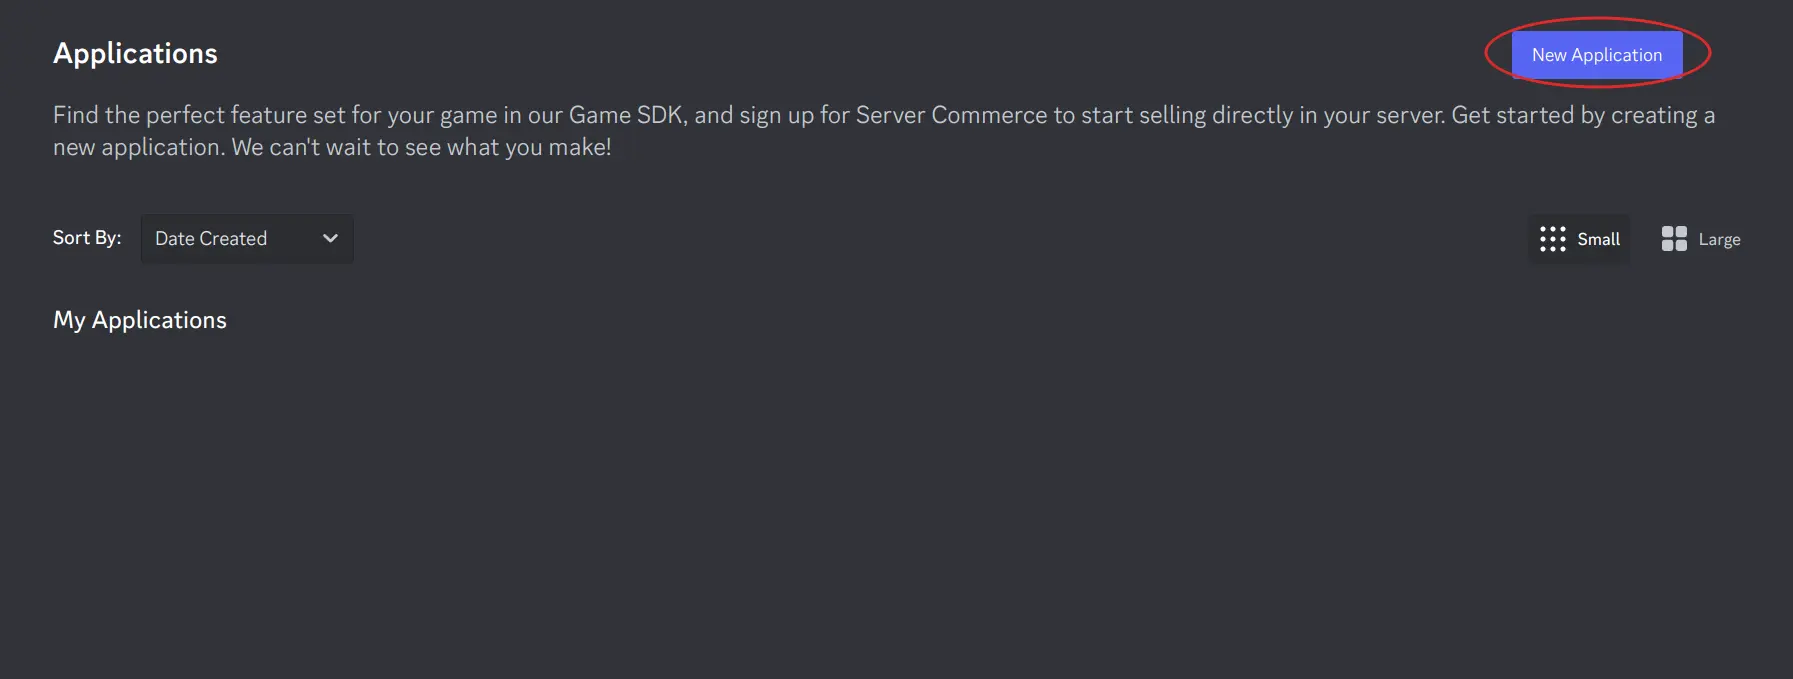 Applications
New Application
Find the perfect feature set for your game in our Game SDK, and sign up for Server Commerce to start selling directly in your server. Get started by creating a
new application. We can't wait to see what you make!
Sort By: Date Created
Small Large
My Applications